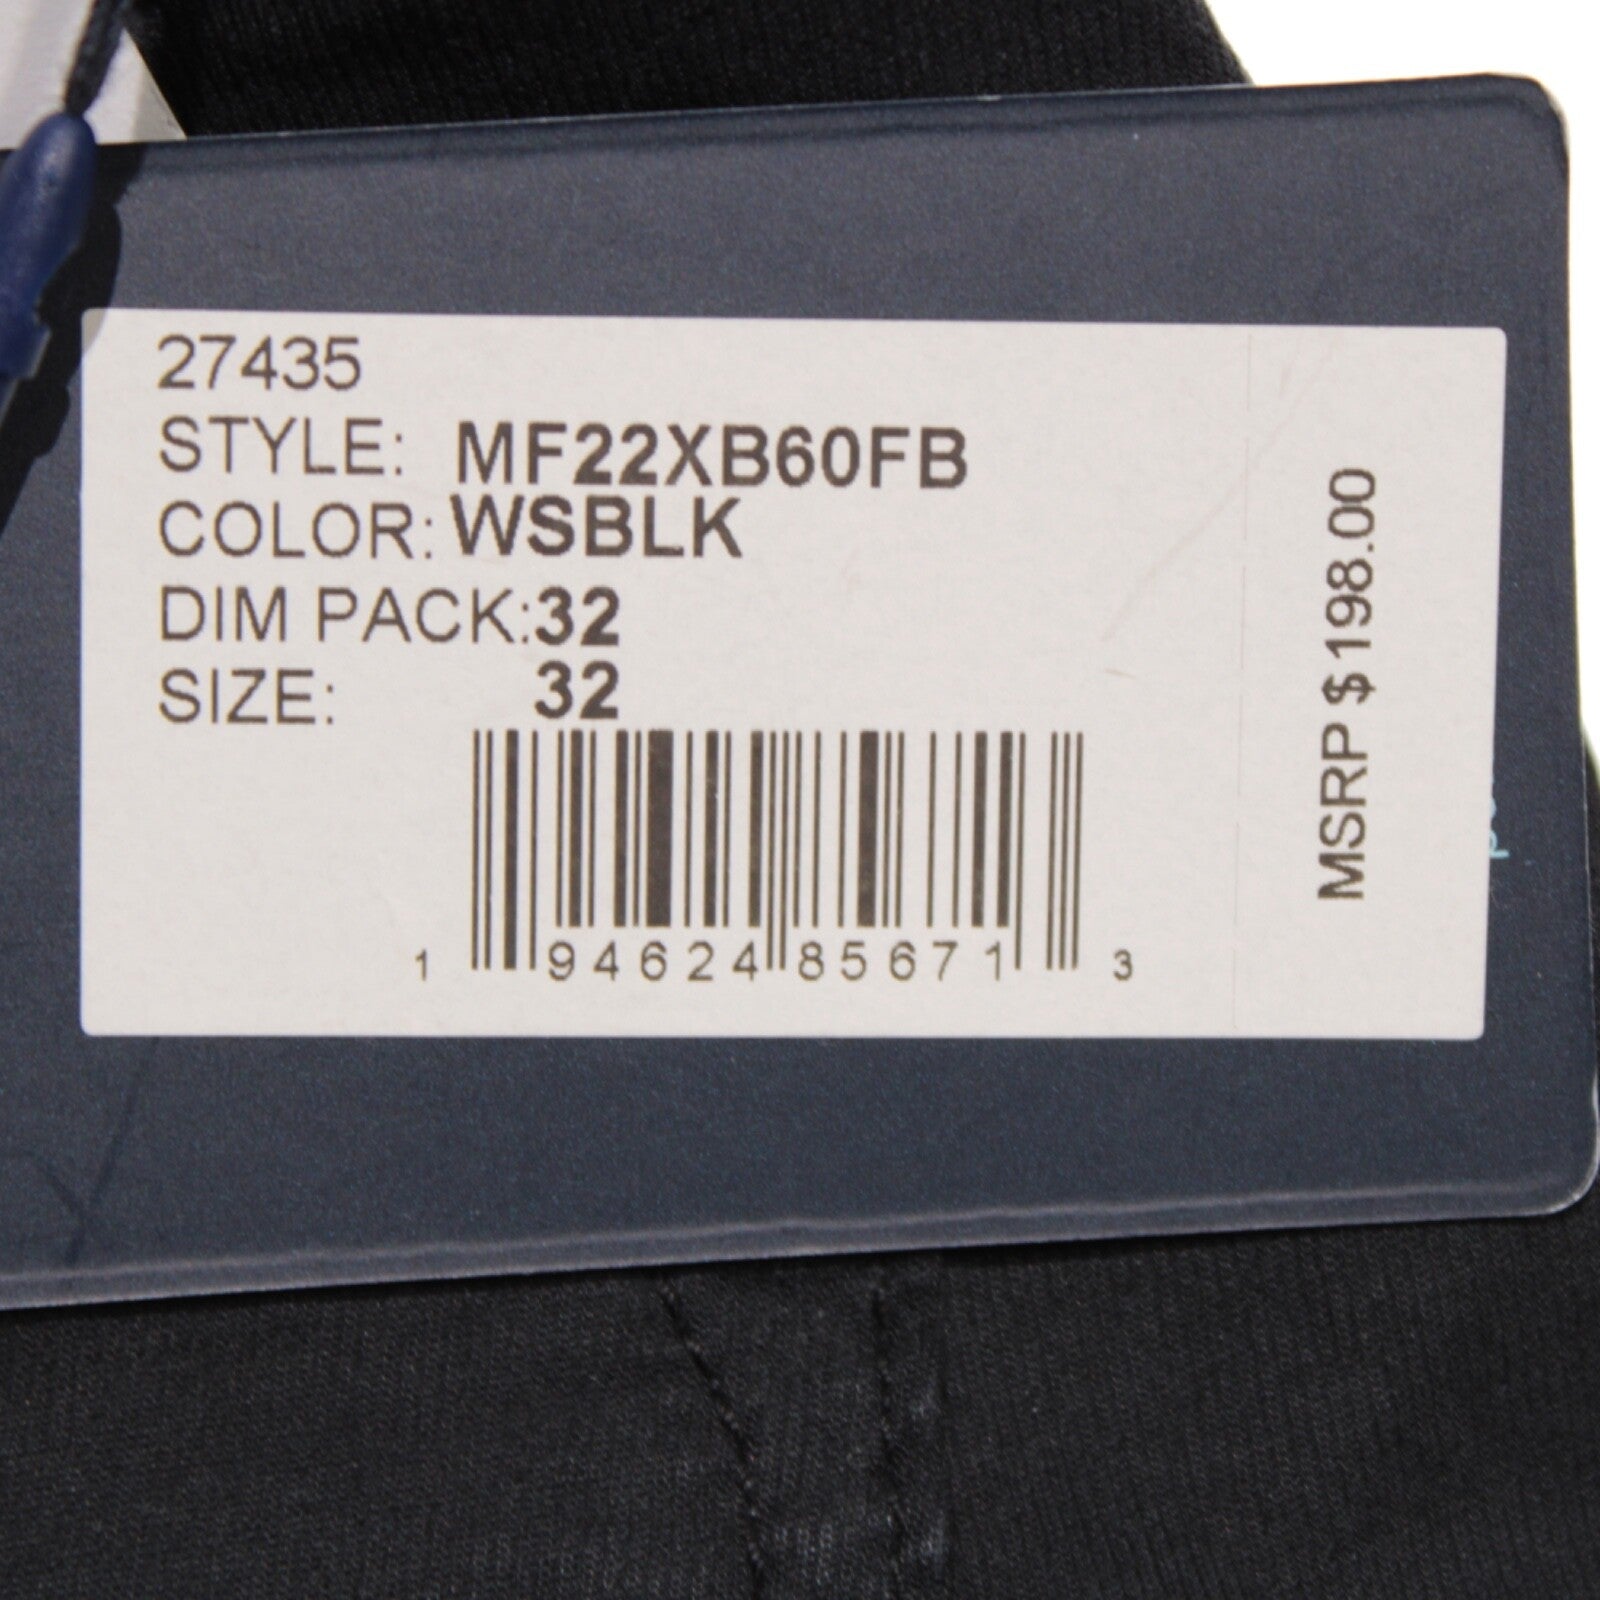 27435
STYLE: MF22XB60FB
COLOR: WSBLK
DIM PACK: 32
SIZE: 32
1 94624 85671 3
MSRP $198.00